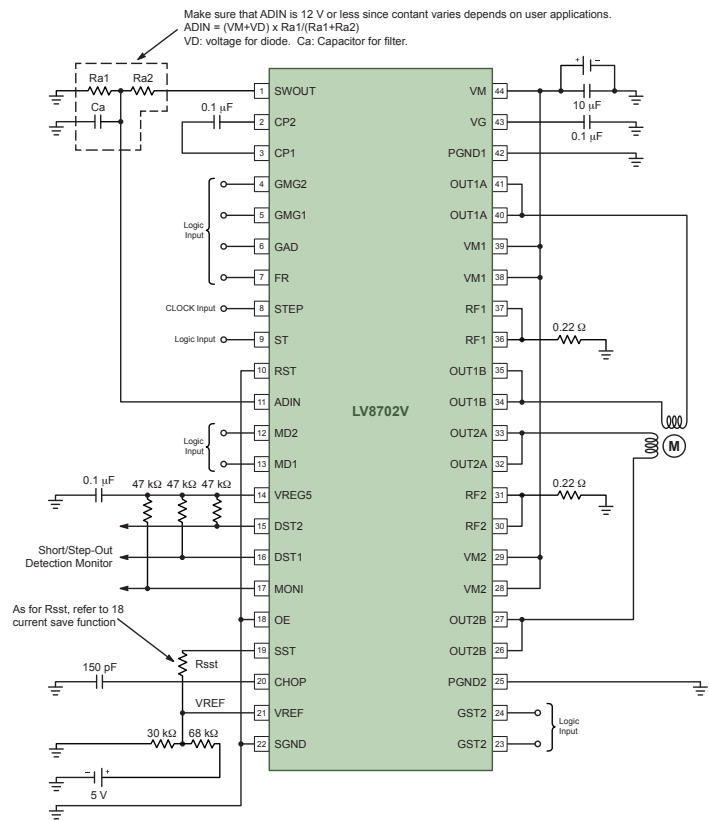 Make sure that ADIN is 12 V or less since contant varies depends on user applications.
ADIN = (VM+VD) x Ra1/(Ra1+Ra2)
VD: voltage for diode. Ca: Capacitor for filter.
Ra1 Ra2
Ca
0.1 µF
1 SWOUT
2 CP2
3 CP1
4 GMG2
5 GMG1
6 GAD
7 FR
Logic
Input
CLOCK Input
8 STEP
Logic Input
9 ST
10 RST
11 ADIN
12 MD2
13 MD1
Logic
Input
0.1 µF 47 kΩ 47 kΩ 47 kΩ
14 VREG5
15 DST2
16 DST1
17 MONI
Short/Step-Out
Detection Monitor
As for Rsst, refer to 18
current save function
18 OE
19 SST
Rsst
150 pF
20 CHOP
VREF
21 VREF
30 kΩ 68 kΩ
22 SGND
– +
5 V
LV8702V
VM 44
+ –
10 µF
VG 43
0.1 µF
PGND1 42
OUT1A 41
OUT1A 40
VM1 39
VM1 38
RF1 37
RF1 36
0.22 Ω
OUT1B 35
OUT1B 34
OUT2A 33
OUT2A 32
M
RF2 31
0.22 Ω
RF2 30
VM2 29
VM2 28
OUT2B 27
OUT2B 26
PGND2 25
GST2 24
GST2 23
Logic
Input